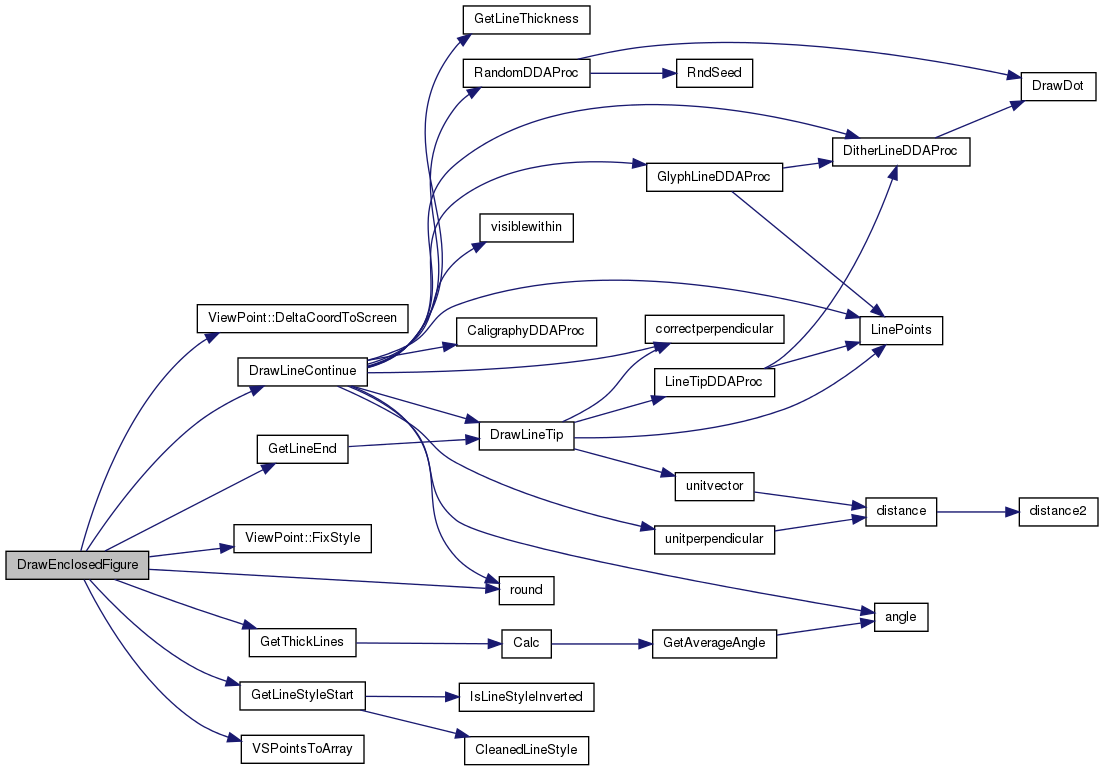 GetLineThickness
RandomDDAProc
RndSeed
DrawDot
DitherLineDDAProc
GlyphLineDDAProc
visiblewithin
ViewPoint::DeltaCoordToScreen
CaligraphyDDAProc
correctperpendicular
LinePoints
DrawLineContinue
LineTipDDAProc
DrawLineTip
GetLineEnd
unitvector
distance
distance2
ViewPoint::FixStyle
unitperpendicular
DrawEnclosedFigure
round
angle
GetThickLines
Calc
GetAverageAngle
GetLineStyleStart
IsLineStyleInverted
VSPointsToArray
CleanedLineStyle